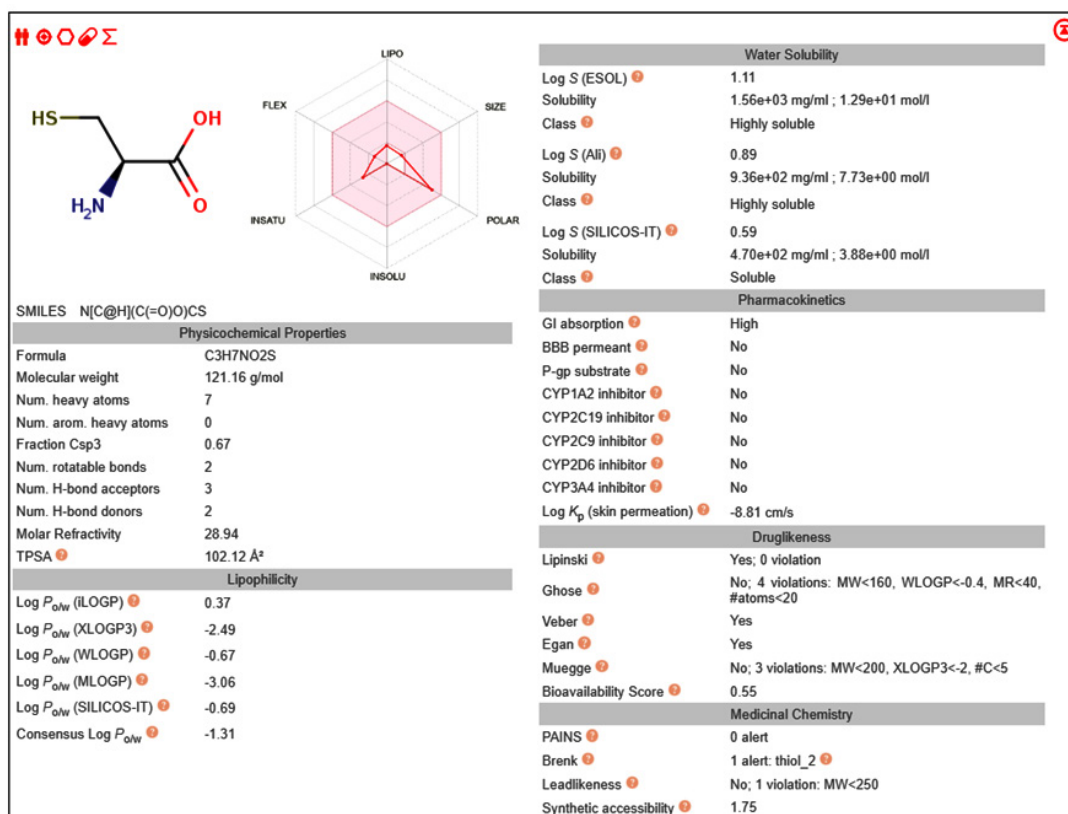 HS
OH
O
H₂N
LIPO
SIZE
POLAR
INSOLU
INSATU
FLEX
SMILES N[C@H](C(=O)O)CS
Physicochemical Properties
Formula C3H7NO2S
Molecular weight 121.16 g/mol
Num. heavy atoms 7
Num. arom. heavy atoms 0
Fraction Csp3 0.67
Num. rotatable bonds 2
Num. H-bond acceptors 3
Num. H-bond donors 2
Molar Refractivity 28.94
TPSA ? 102.12 Å²
Lipophilicity
Log Po/w (iLOGP) ? 0.37
Log Po/w (XLOGP3) ? -2.49
Log Po/w (WLOGP) ? -0.67
Log Po/w (MLOGP) ? -3.06
Log Po/w (SILICOS-IT) ? -0.69
Consensus Log Po/w ? -1.31
Water Solubility
Log S (ESOL) ? 1.11
Solubility 1.56e+03 mg/ml ; 1.29e+01 mol/l
Class ? Highly soluble
Log S (Ali) ? 0.89
Solubility 9.36e+02 mg/ml ; 7.73e+00 mol/l
Class ? Highly soluble
Log S (SILICOS-IT) ? 0.59
Solubility 4.70e+02 mg/ml ; 3.88e+00 mol/l
Class ? Soluble
Pharmacokinetics
GI absorption ? High
BBB permeant ? No
P-gp substrate ? No
CYP1A2 inhibitor ? No
CYP2C19 inhibitor ? No
CYP2C9 inhibitor ? No
CYP2D6 inhibitor ? No
CYP3A4 inhibitor ? No
Log Kp (skin permeation) ? -8.81 cm/s
Druglikeness
Lipinski ? Yes; 0 violation
Ghose ? No; 4 violations: MW<160, WLOGP<-0.4, MR<40,
#atoms<20
Veber ? Yes
Egan ? Yes
Muegge ? No; 3 violations: MW<200, XLOGP3<-2, #C<5
Bioavailability Score ? 0.55
Medicinal Chemistry
PAINS ? 0 alert
Brenk ? 1 alert: thiol_2 ?
Leadlikeness ? No; 1 violation: MW<250
Synthetic accessibility ? 1.75